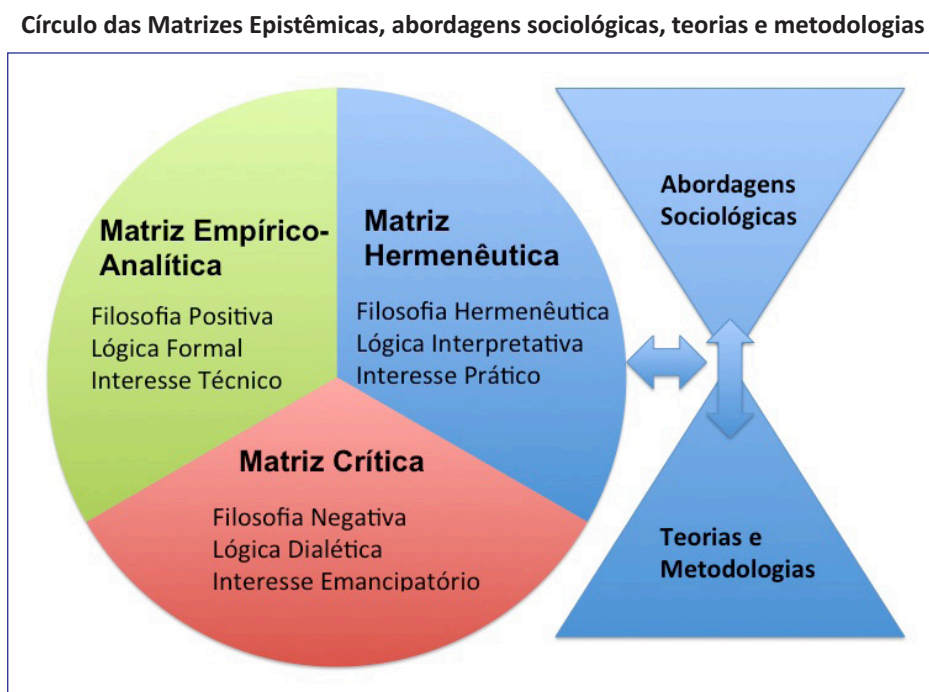 Círculo das Matrizes Epistêmicas, abordagens sociológicas, teorias e metodologias
Matriz Empírico-
Analítica
Filosofia Positiva
Lógica Formal
Interesse Técnico
Matriz
Hermenêutica
Filosofia Hermenêutica
Lógica Interpretativa
Interesse Prático
Matriz Crítica
Filosofia Negativa
Lógica Dialética
Interesse Emancipatório
Abordagens
Sociológicas
Teorias e
Metodologias